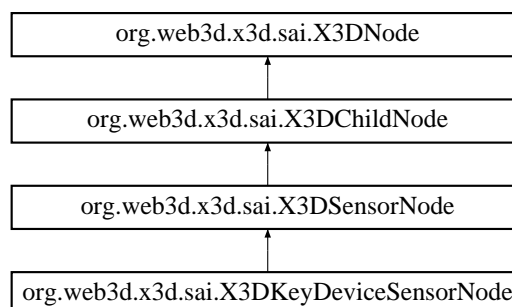 org.web3d.x3d.sai.X3DNode
org.web3d.x3d.sai.X3DChildNode
org.web3d.x3d.sai.X3DSensorNode
org.web3d.x3d.sai.X3DKeyDeviceSensorNode